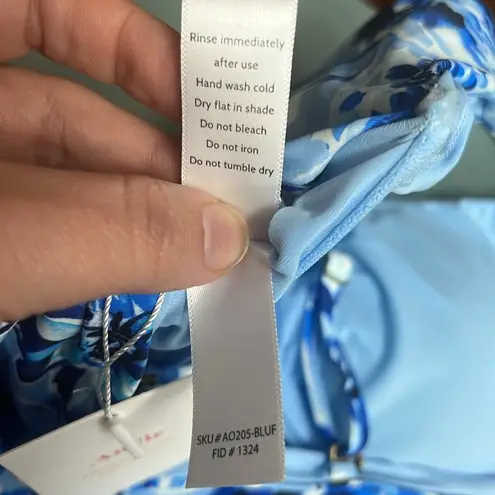 Rinse immediately
after use
Hand wash cold
Dry flat in shade
Do not bleach
Do not iron
Do not tumble dry
SKU# AO205-BLUF
FID # 1324